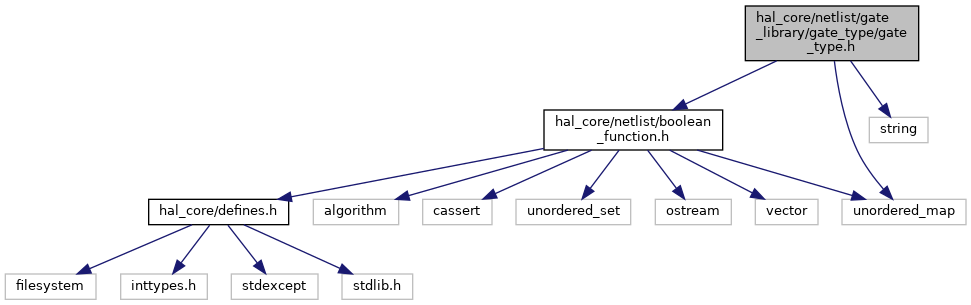 hal_core/netlist/gate
_library/gate_type/gate
_type.h
hal_core/netlist/boolean
_function.h
string
hal_core/defines.h
algorithm
cassert
unordered_set
ostream
vector
unordered_map
filesystem
inttypes.h
stdexcept
stdlib.h